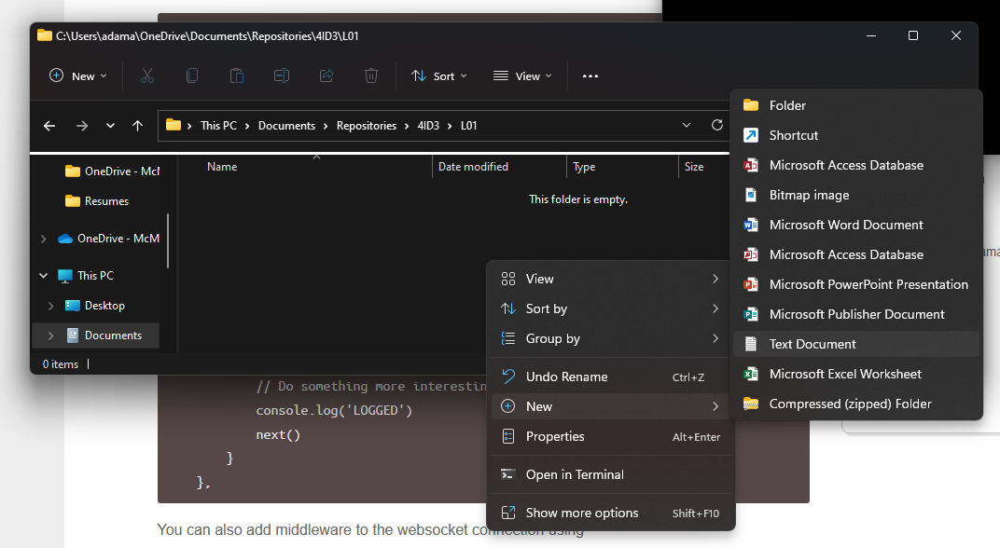 C:\Users\adama\OneDrive\Documents\Repositories\4ID3\L01
New
Sort
View
This PC
Documents
Repositories
4ID3
L01
Name
Date modified
Type
Size
This folder is empty.
OneDrive - McM
Resumes
OneDrive - McM
This PC
Desktop
Documents
0 items
View
Sort by
Group by
Undo Rename Ctrl+Z
New
Properties Alt+Enter
Open in Terminal
Show more options Shift+F10
Folder
Shortcut
Microsoft Access Database
Bitmap image
Microsoft Word Document
Microsoft Access Database
Microsoft PowerPoint Presentation
Microsoft Publisher Document
Text Document
Microsoft Excel Worksheet
Compressed (zipped) Folder
// Do something more interestin
console.log('LOGGED')
next()
}
},
You can also add middleware to the websocket connection using